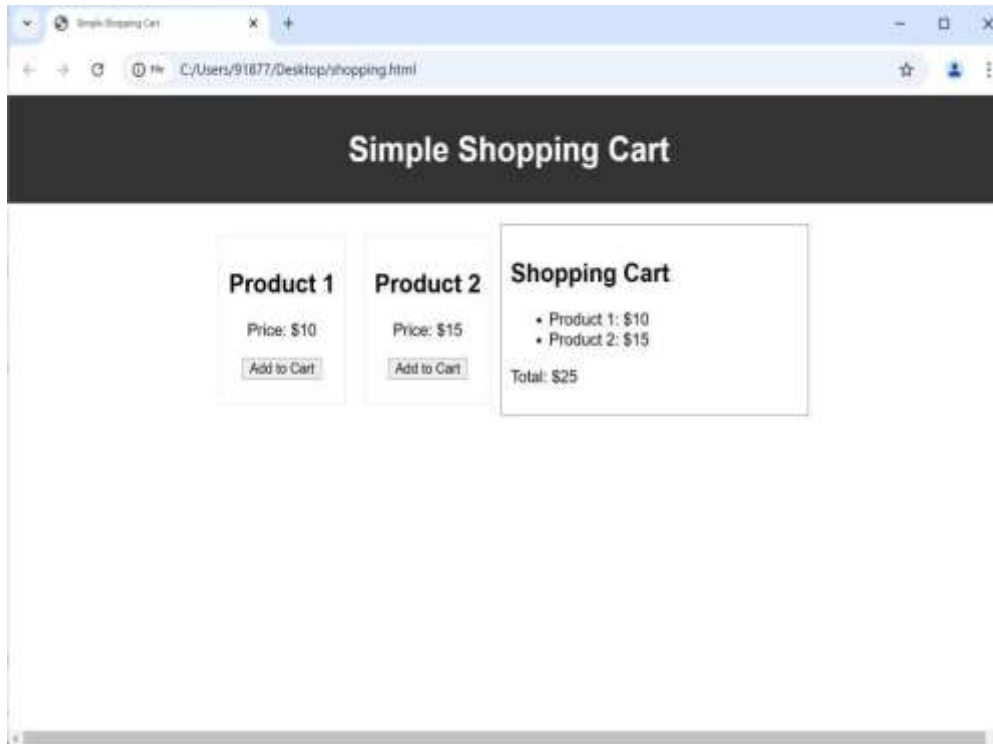 Simple Shopping Cart
File C:/Users/91877/Desktop/shopping.html
Simple Shopping Cart
Product 1
Price: $10
Add to Cart
Product 2
Price: $15
Add to Cart
Shopping Cart
• Product 1: $10
• Product 2: $15
Total: $25